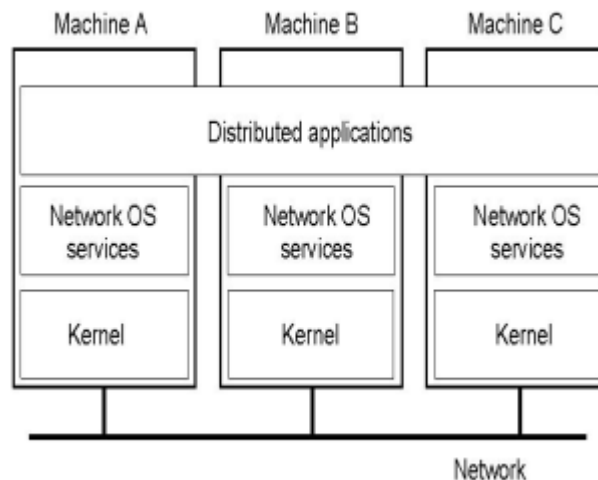 Machine A
Machine B
Machine C
Distributed applications
Network OS
services
Network OS
services
Network OS
services
Kernel
Kernel
Kernel
Network